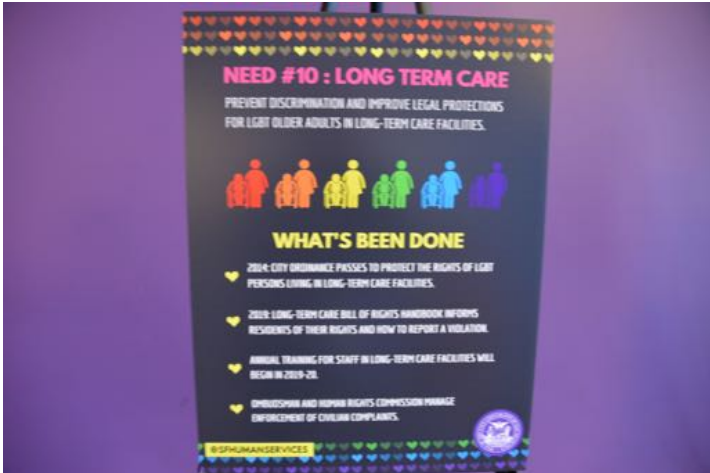 NEED #10 : LONG TERM CARE
PREVENT DISCRIMINATION AND IMPROVE LEGAL PROTECTIONS
FOR LGBT OLDER ADULTS IN LONG-TERM CARE FACILITIES.
WHAT'S BEEN DONE
2014: CITY ORDINANCE PASSES TO PROTECT THE RIGHTS OF LGBT
PERSONS LIVING IN LONG-TERM CARE FACILITIES.
2019: LONG-TERM CARE BILL OF RIGHTS HANDBOOK INFORMS
RESIDENTS OF THEIR RIGHTS AND HOW TO REPORT A VIOLATION.
ANNUAL TRAINING FOR STAFF IN LONG-TERM CARE FACILITIES WILL
BEGIN IN 2019-20.
OMBUDSMAN AND HUMAN RIGHTS COMMISSION MANAGE
ENFORCEMENT OF CIVILIAN COMPLAINTS.
@SFHUMANSERVICES